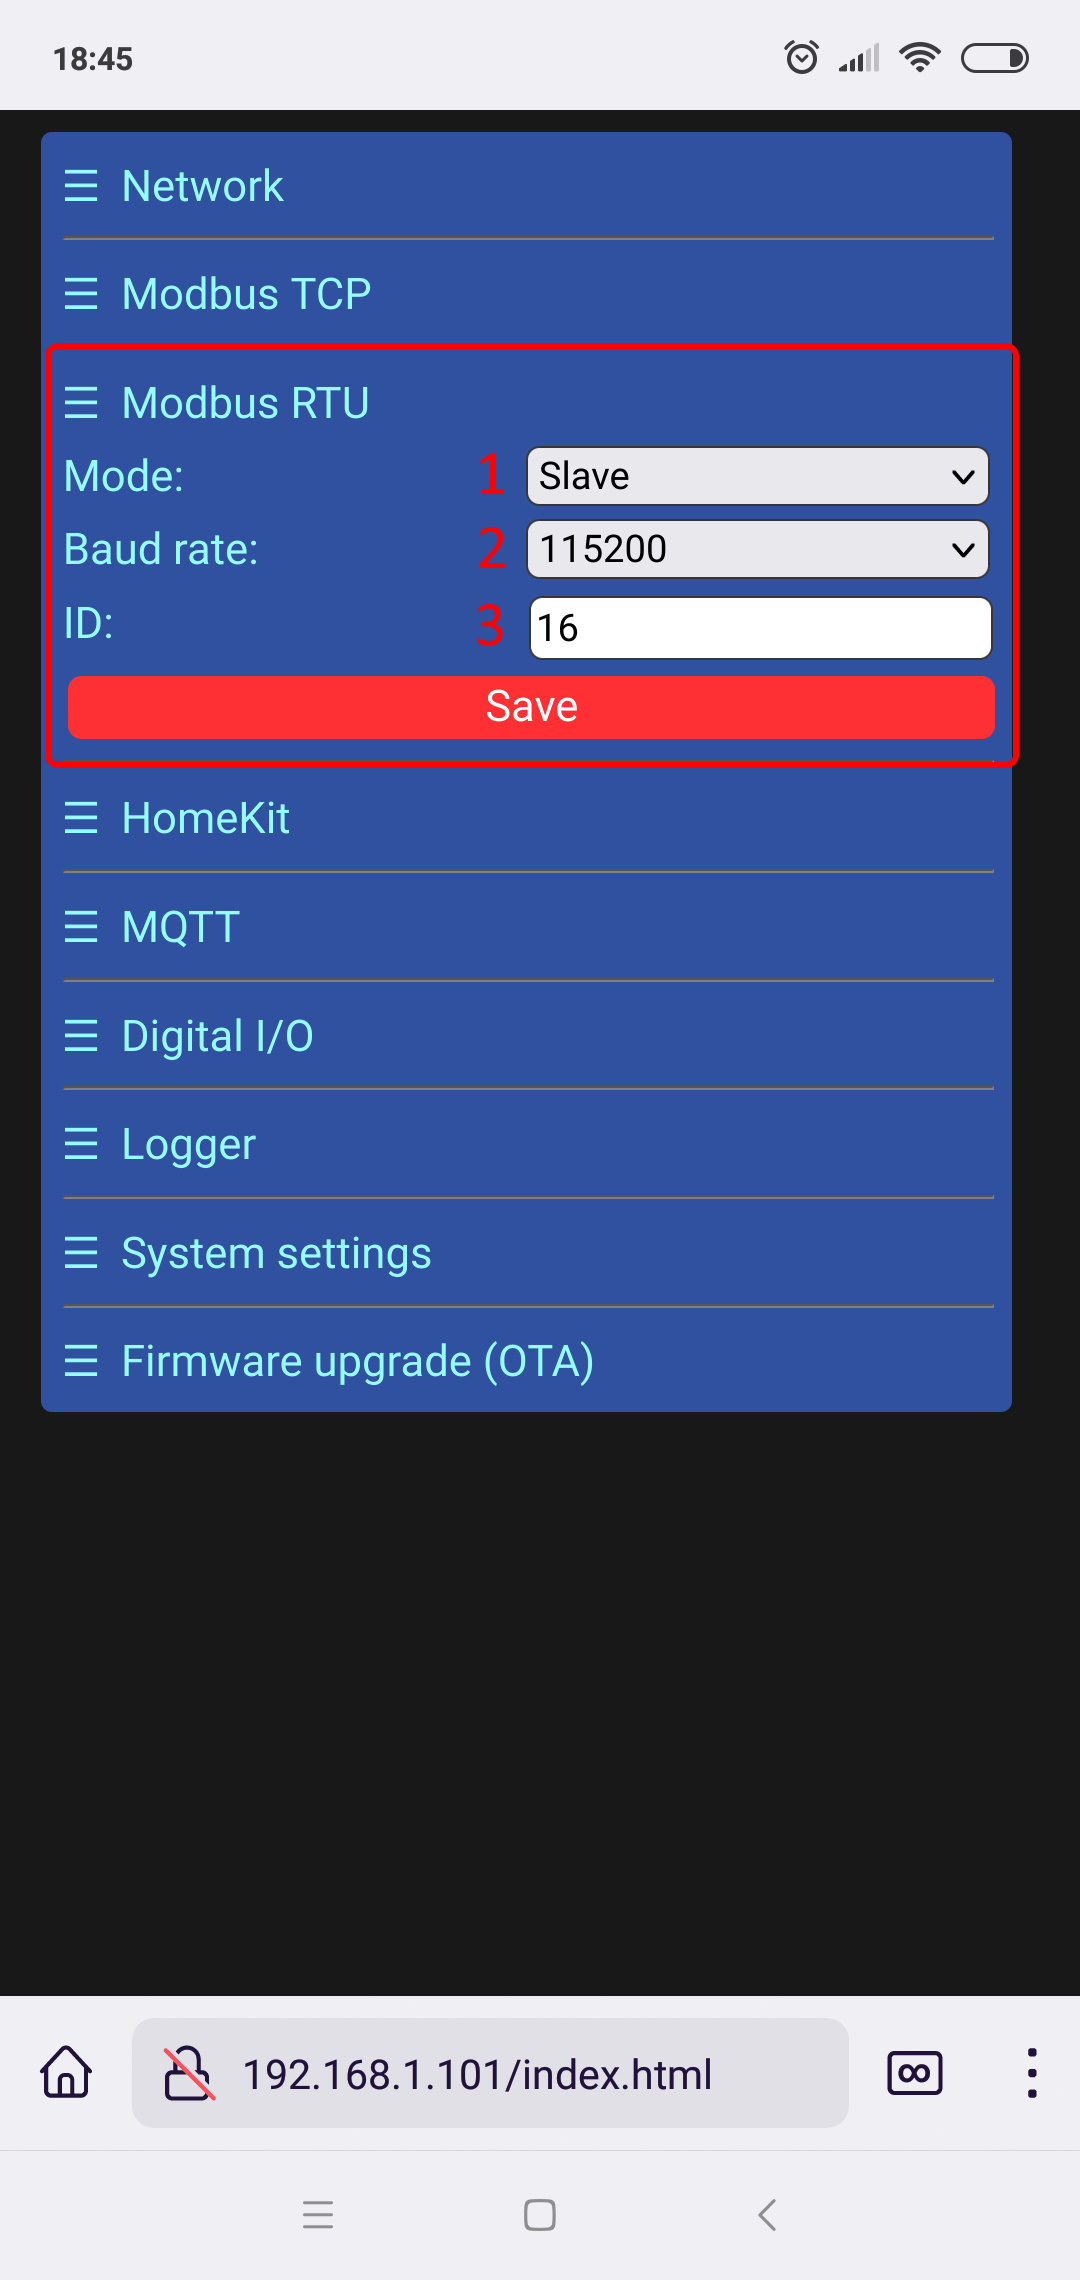 18:45
Network
Modbus TCP
Modbus RTU
Mode: 1 Slave
Baud rate: 2 115200
ID: 3 16
Save
HomeKit
MQTT
Digital I/O
Logger
System settings
Firmware upgrade (OTA)
192.168.1.101/index.html
∞